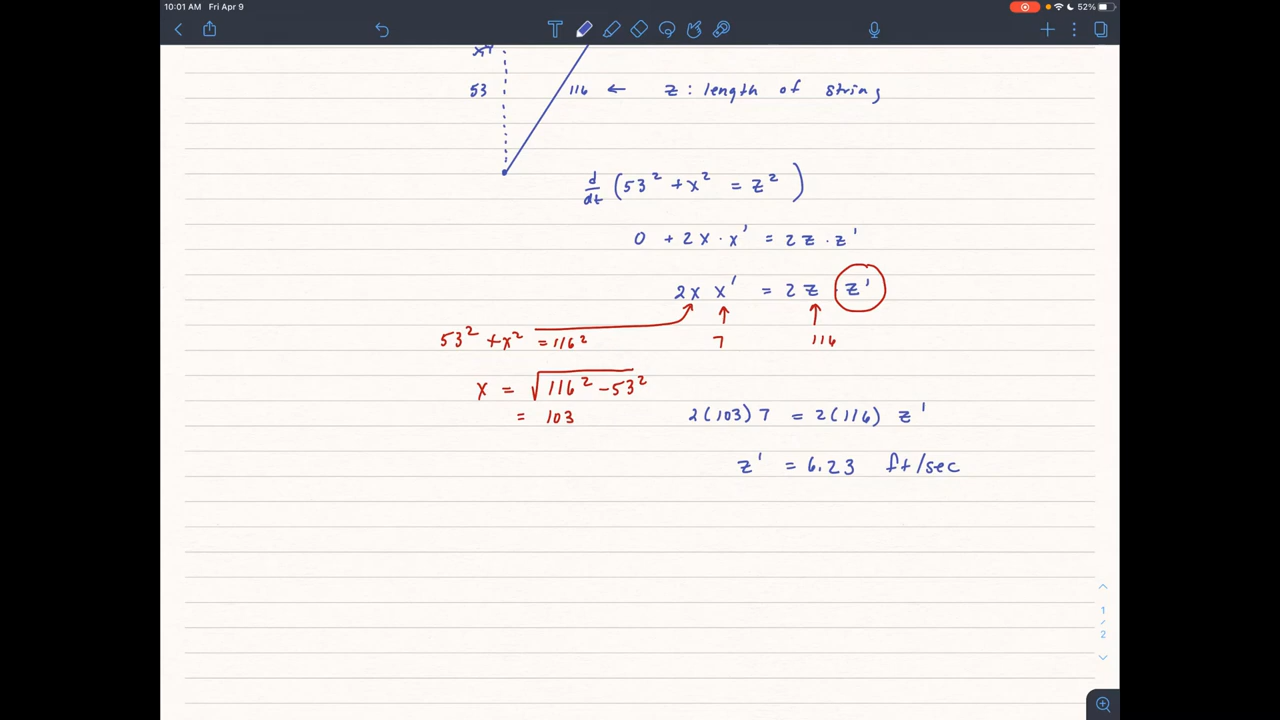 10:01 AM Fri Apr 9
52%
T
53
116 ← z : length of string
d/dt (53² + x² = z²)
0 + 2x · x' = 2z · z'
2x x' = 2z z'
53² + x² = 116²
7
116
x = √116² – 53²
= 103
2(103) 7 = 2(116) z'
z' = 6.23 ft/sec
1
/
2